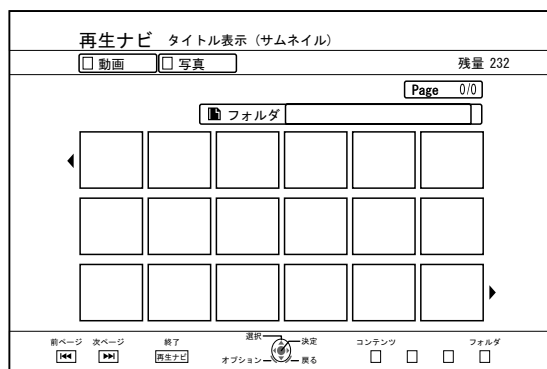 再生ナビ タイトル表示（サムネイル）
動画 写真 残量 232
Page 0/0
フォルダ
前ページ 次ページ 終了 選択 決定 コンテンツ フォルダ
再生ナビ オプション 戻る